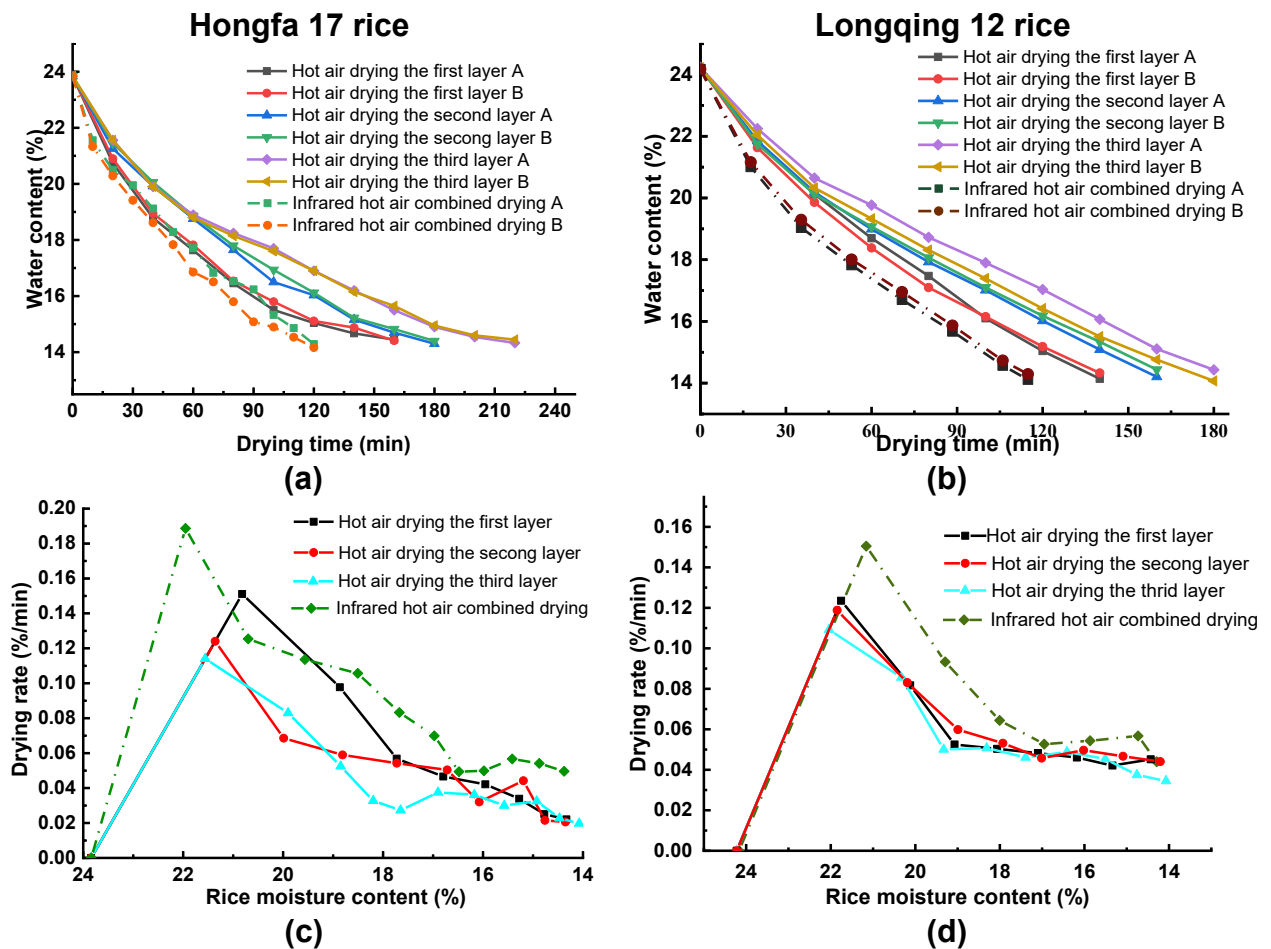 Hongfa 17 rice
24
22
20
18
16
14
Water content (%)
Hot air drying the first layer A
Hot air drying the first layer B
Hot air drying the second layer A
Hot air drying the second layer B
Hot air drying the third layer A
Hot air drying the third layer B
Infrared hot air combined drying A
Infrared hot air combined drying B
0 30 60 90 120 150 180 210 240
Drying time (min)
(a)
Longqing 12 rice
24
22
20
18
16
14
Water content (%)
Hot air drying the first layer A
Hot air drying the first layer B
Hot air drying the second layer A
Hot air drying the second layer B
Hot air drying the third layer A
Hot air drying the third layer B
Infrared hot air combined drying A
Infrared hot air combined drying B
0 30 60 90 120 150 180
Drying time (min)
(b)
0.20
0.18
0.16
0.14
0.12
0.10
0.08
0.06
0.04
0.02
0.00
Drying rate (%/min)
Hot air drying the first layer
Hot air drying the second layer
Hot air drying the third layer
Infrared hot air combined drying
24 22 20 18 16 14
Rice moisture content (%)
(c)
0.16
0.14
0.12
0.10
0.08
0.06
0.04
0.02
0.00
Drying rate (%/min)
Hot air drying the first layer
Hot air drying the second layer
Hot air drying the thrid layer
Infrared hot air combined drying
24 22 20 18 16 14
Rice moisture content (%)
(d)